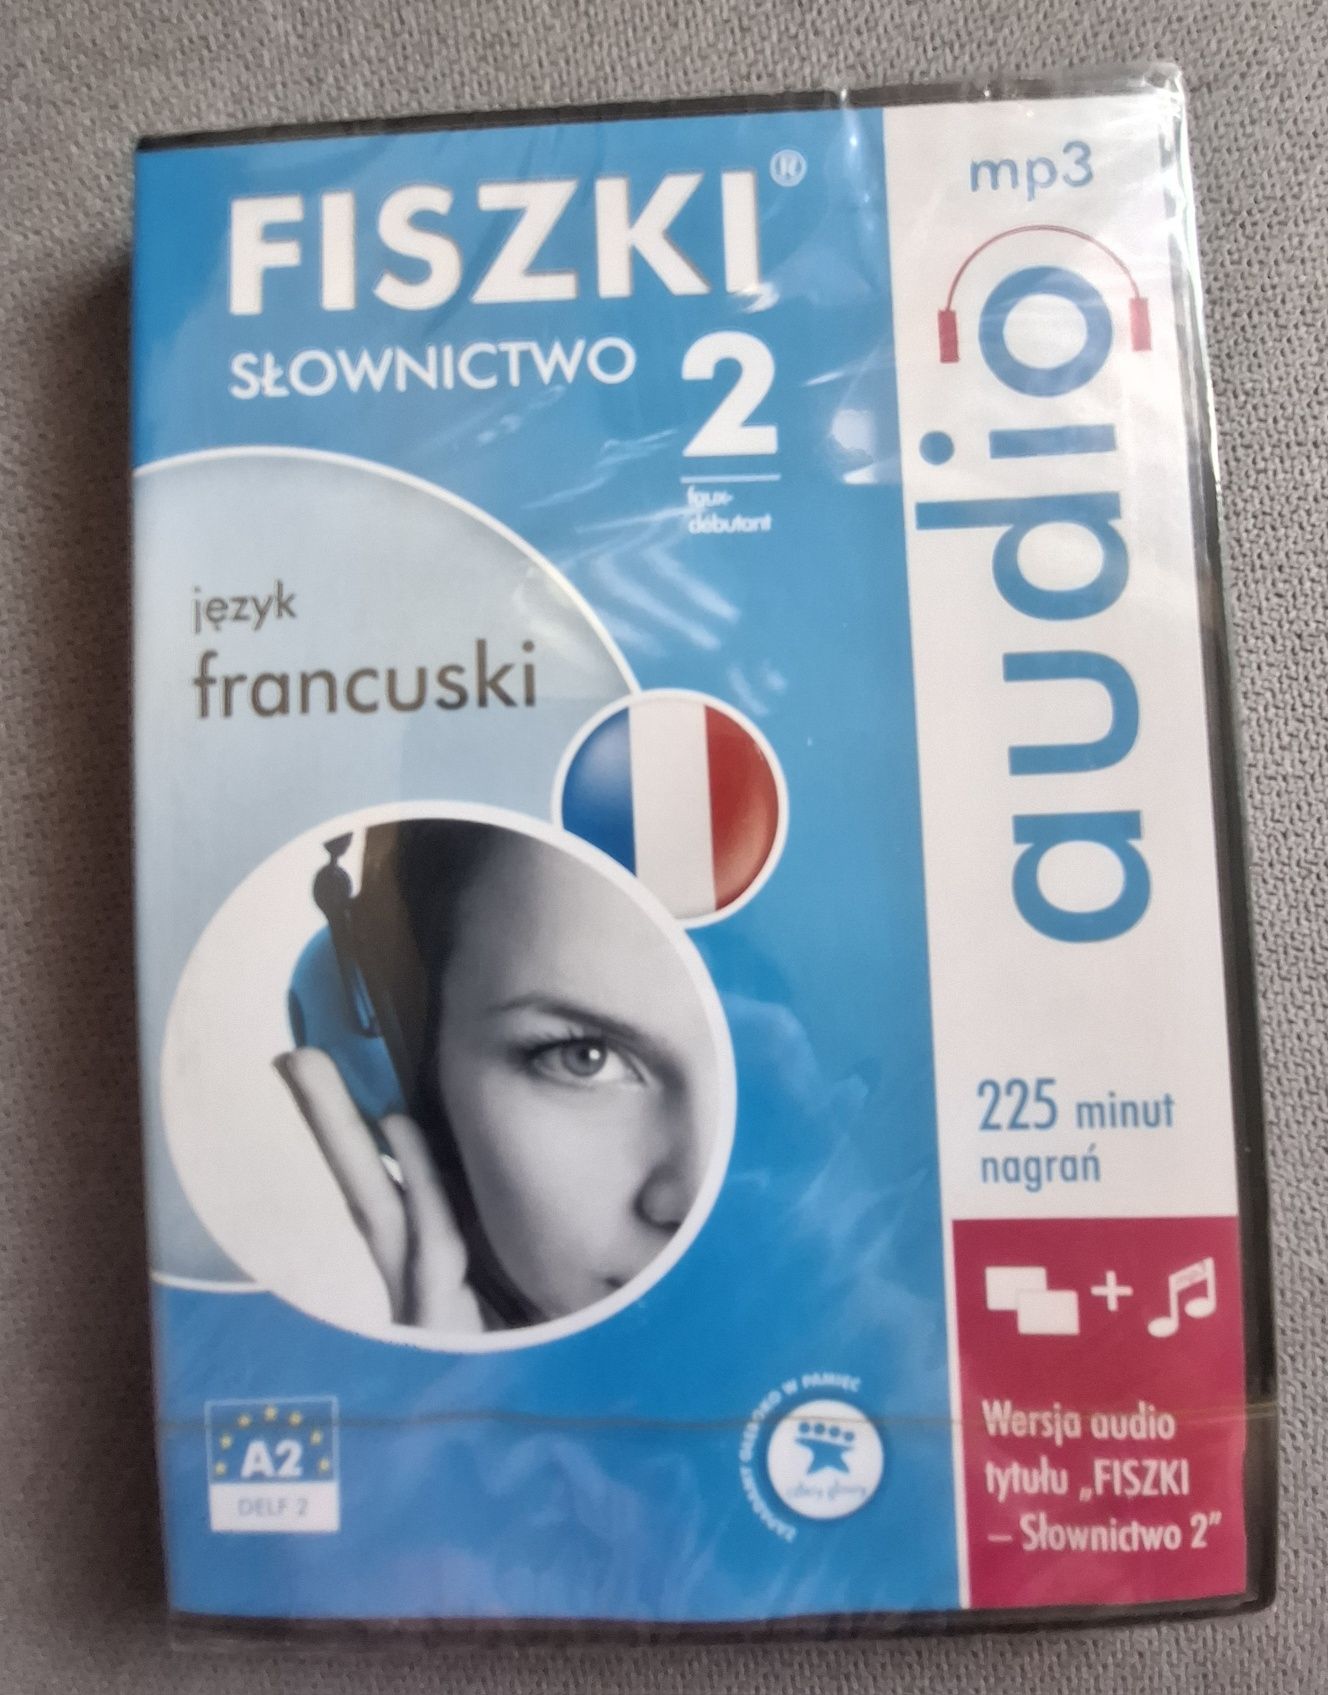 FISZKI®
SŁOWNICTWO 2
faux-
débutant
język
francuski
mp3
audio
225 minut
nagrań
Wersja audio
tytułu „FISZKI
– Słownictwo 2”
A2
DELF 2
W PAMIĘĆ